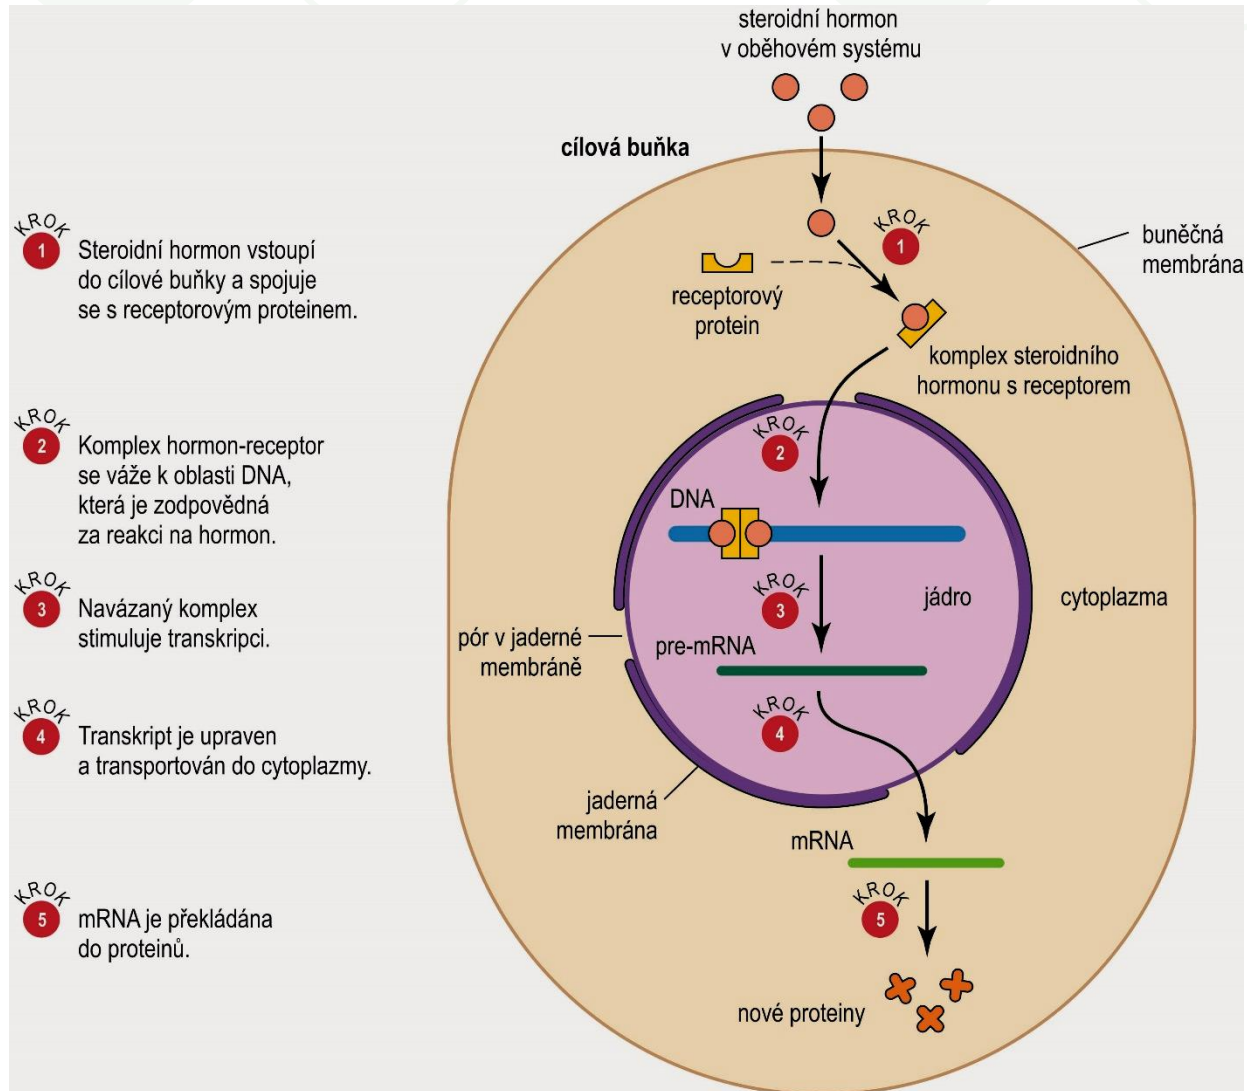 steroidní hormon
v oběhovém systému
cílová buňka
KROK
1
Steroidní hormon vstoupí
do cílové buňky a spojuje
se s receptorovým proteinem.
KROK
1
buněčná
membrána
receptorový
protein
komplex steroidního
hormonu s receptorem
KROK
2
Komplex hormon-receptor
se váže k oblasti DNA,
která je zodpovědná
za reakci na hormon.
KROK
2
DNA
KROK
3
Navázaný komplex
stimuluje transkripci.
KROK
3
jádro
cytoplazma
pór v jaderné
membráně
pre-mRNA
KROK
4
Transkript je upraven
a transportován do cytoplazmy.
KROK
4
jaderná
membrána
mRNA
KROK
5
mRNA je překládána
do proteinů.
KROK
5
nové proteiny